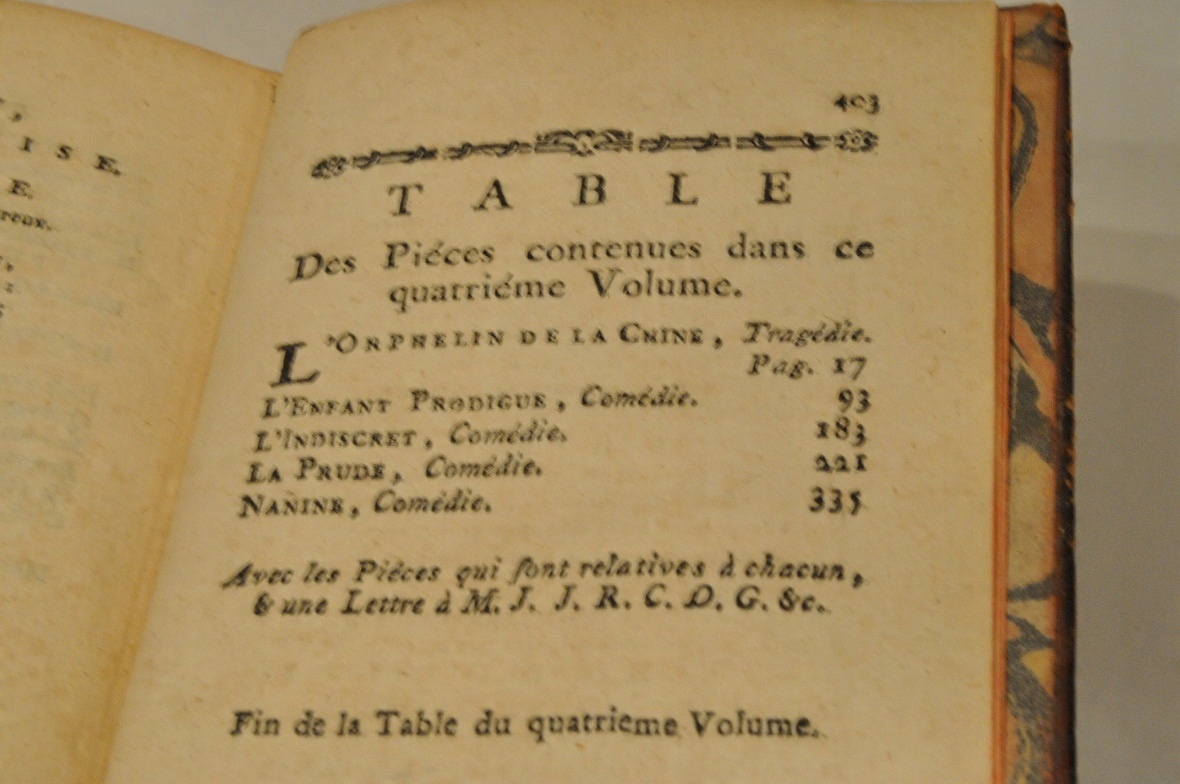 I S E.
E.
403
T A B L E
Des Piéces contenues dans ce
quatriéme Volume.
L'ORPHELIN DE LA CHINE, Tragédie.
Pag. 17
L'ENFANT PRODIGUE, Comédie. 93
L'INDISCRET, Comédie. 183
LA PRUDE, Comédie. 221
NANINE, Comédie. 335
Avec les Piéces qui ſont relatives à chacun,
& une Lettre à M. J. J. R. C. D. G. &c.
Fin de la Table du quatrieme Volume.